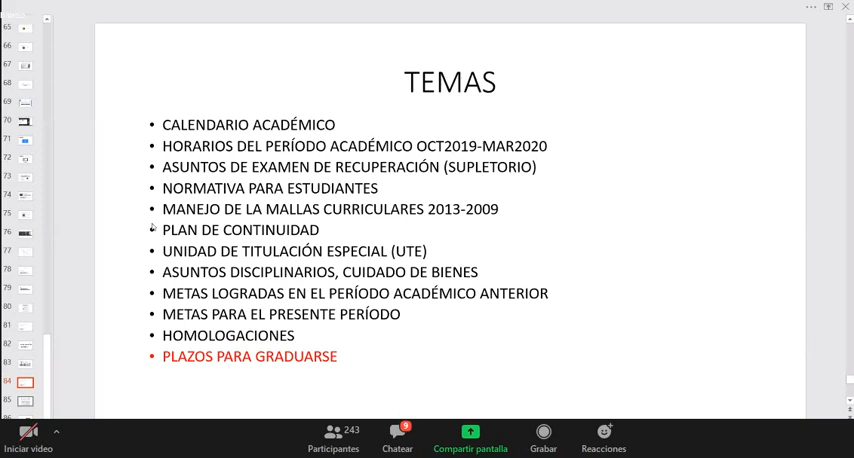 65
66
67
68
69
70
71
72
73
74
75
76
77
78
79
80
81
82
83
84
85
TEMAS
• CALENDARIO ACADÉMICO
• HORARIOS DEL PERÍODO ACADÉMICO OCT2019-MAR2020
• ASUNTOS DE EXAMEN DE RECUPERACIÓN (SUPLETORIO)
• NORMATIVA PARA ESTUDIANTES
• MANEJO DE LA MALLAS CURRICULARES 2013-2009
• PLAN DE CONTINUIDAD
• UNIDAD DE TITULACIÓN ESPECIAL (UTE)
• ASUNTOS DISCIPLINARIOS, CUIDADO DE BIENES
• METAS LOGRADAS EN EL PERÍODO ACADÉMICO ANTERIOR
• METAS PARA EL PRESENTE PERÍODO
• HOMOLOGACIONES
• PLAZOS PARA GRADUARSE
243
9
Iniciar video
Participantes
Chatear
Compartir pantalla
Grabar
Reacciones